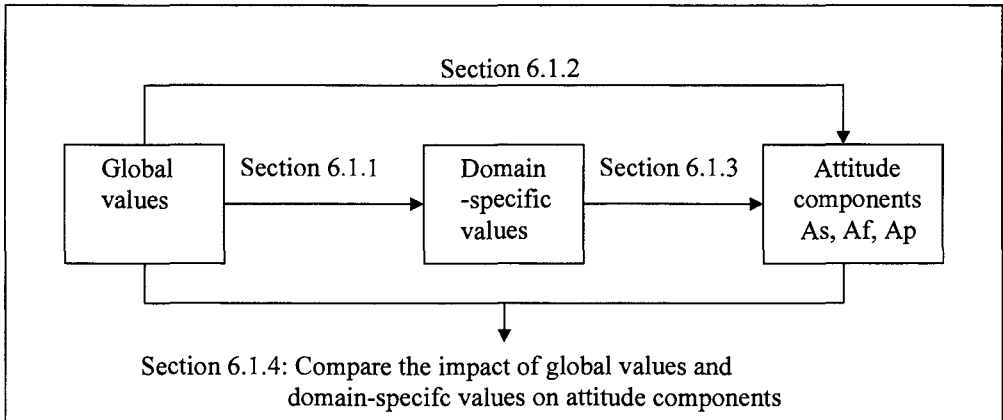 Section 6.1.2
Global
values
Section 6.1.1
Domain
-specific
values
Section 6.1.3
Attitude
components
As, Af, Ap
Section 6.1.4: Compare the impact of global values and
domain-specifc values on attitude components